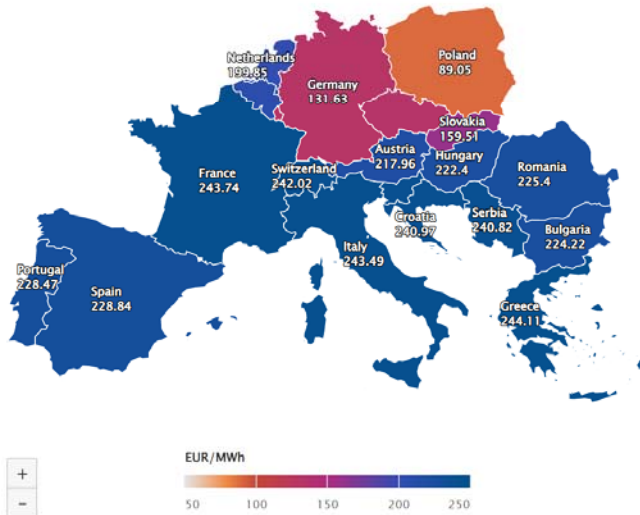 Netherlands
199.85
Poland
89.05
Germany
131.63
Slovakia
159.51
Austria
217.96
Hungary
222.4
France
243.74
Switzerland
242.02
Romania
225.4
Croatia
240.97
Serbia
240.82
Bulgaria
224.22
Italy
243.49
Portugal
228.47
Spain
228.84
Greece
244.11
+
−
EUR/MWh
50 100 150 200 250